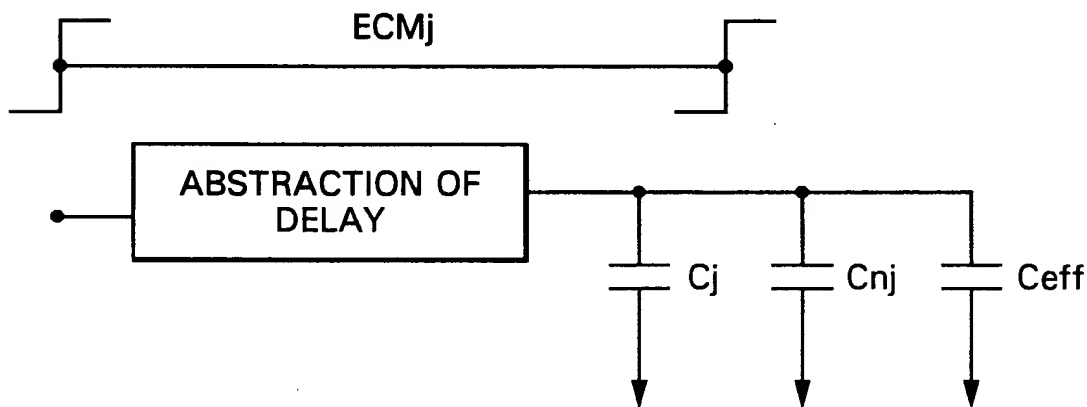 ECMj
ABSTRACTION OF
DELAY
Cj
Cnj
Ceff